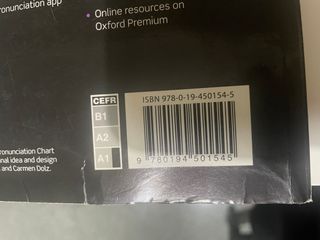 onunciation app
• Online resources on
Oxford Premium
ISBN 978-0-19-450154-5
CEFR
B1
A2
A1
9 780194 501545
ronunciation Chart
nal idea and design
and Carmen Dolz.